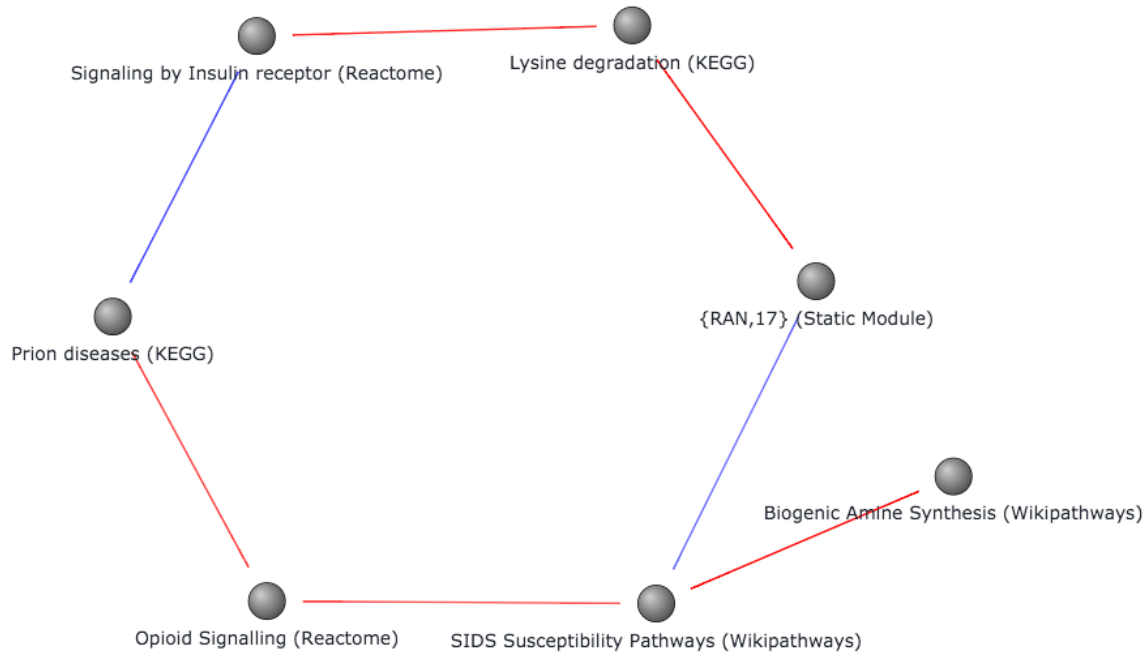 Lysine degradation (KEGG)
Signaling by Insulin receptor (Reactome)
{RAN,17} (Static Module)
Prion diseases (KEGG)
Biogenic Amine Synthesis (Wikipathways)
Opioid Signalling (Reactome)
SIDS Susceptibility Pathways (Wikipathways)